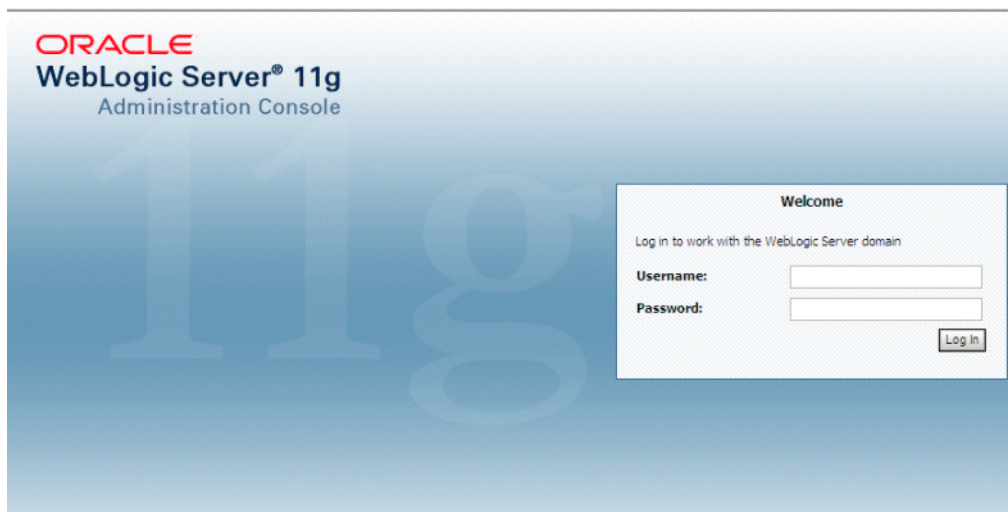 ORACLE
WebLogic Server® 11g
Administration Console
11g
Welcome
Log in to work with the WebLogic Server domain
Username:
Password:
Log In